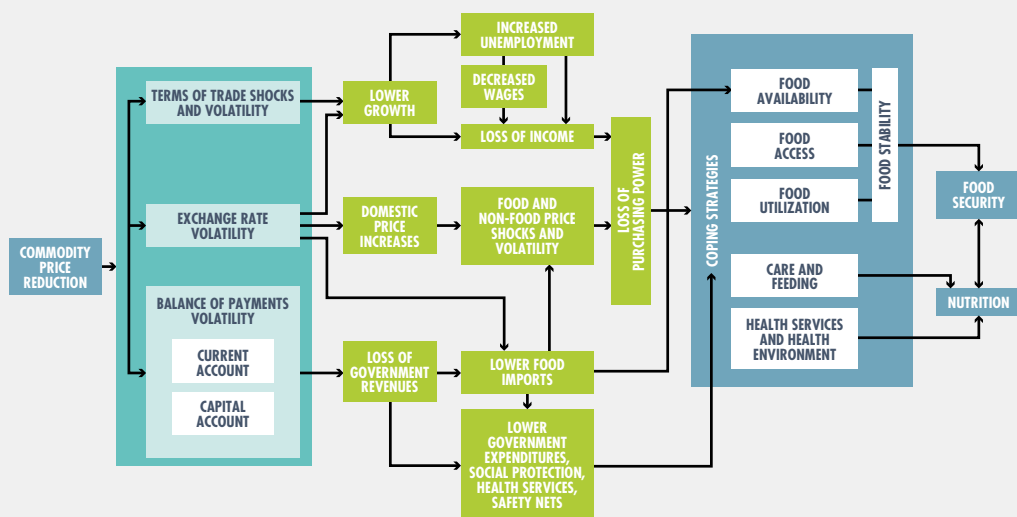 COMMODITY
PRICE
REDUCTION
TERMS OF TRADE SHOCKS
AND VOLATILITY
EXCHANGE RATE
VOLATILITY
BALANCE OF PAYMENTS
VOLATILITY
CURRENT
ACCOUNT
CAPITAL
ACCOUNT
LOWER
GROWTH
DOMESTIC
PRICE
INCREASES
LOSS OF
GOVERNMENT
REVENUES
INCREASED
UNEMPLOYMENT
DECREASED
WAGES
LOSS OF INCOME
FOOD AND
NON-FOOD PRICE
SHOCKS AND
VOLATILITY
LOWER FOOD
IMPORTS
LOWER
GOVERNMENT
EXPENDITURES,
SOCIAL PROTECTION,
HEALTH SERVICES,
SAFETY NETS
LOSS OF
PURCHASING POWER
COPING STRATEGIES
FOOD
AVAILABILITY
FOOD
ACCESS
FOOD
UTILIZATION
FOOD STABILITY
CARE AND
FEEDING
HEALTH SERVICES
AND HEALTH
ENVIRONMENT
FOOD
SECURITY
NUTRITION